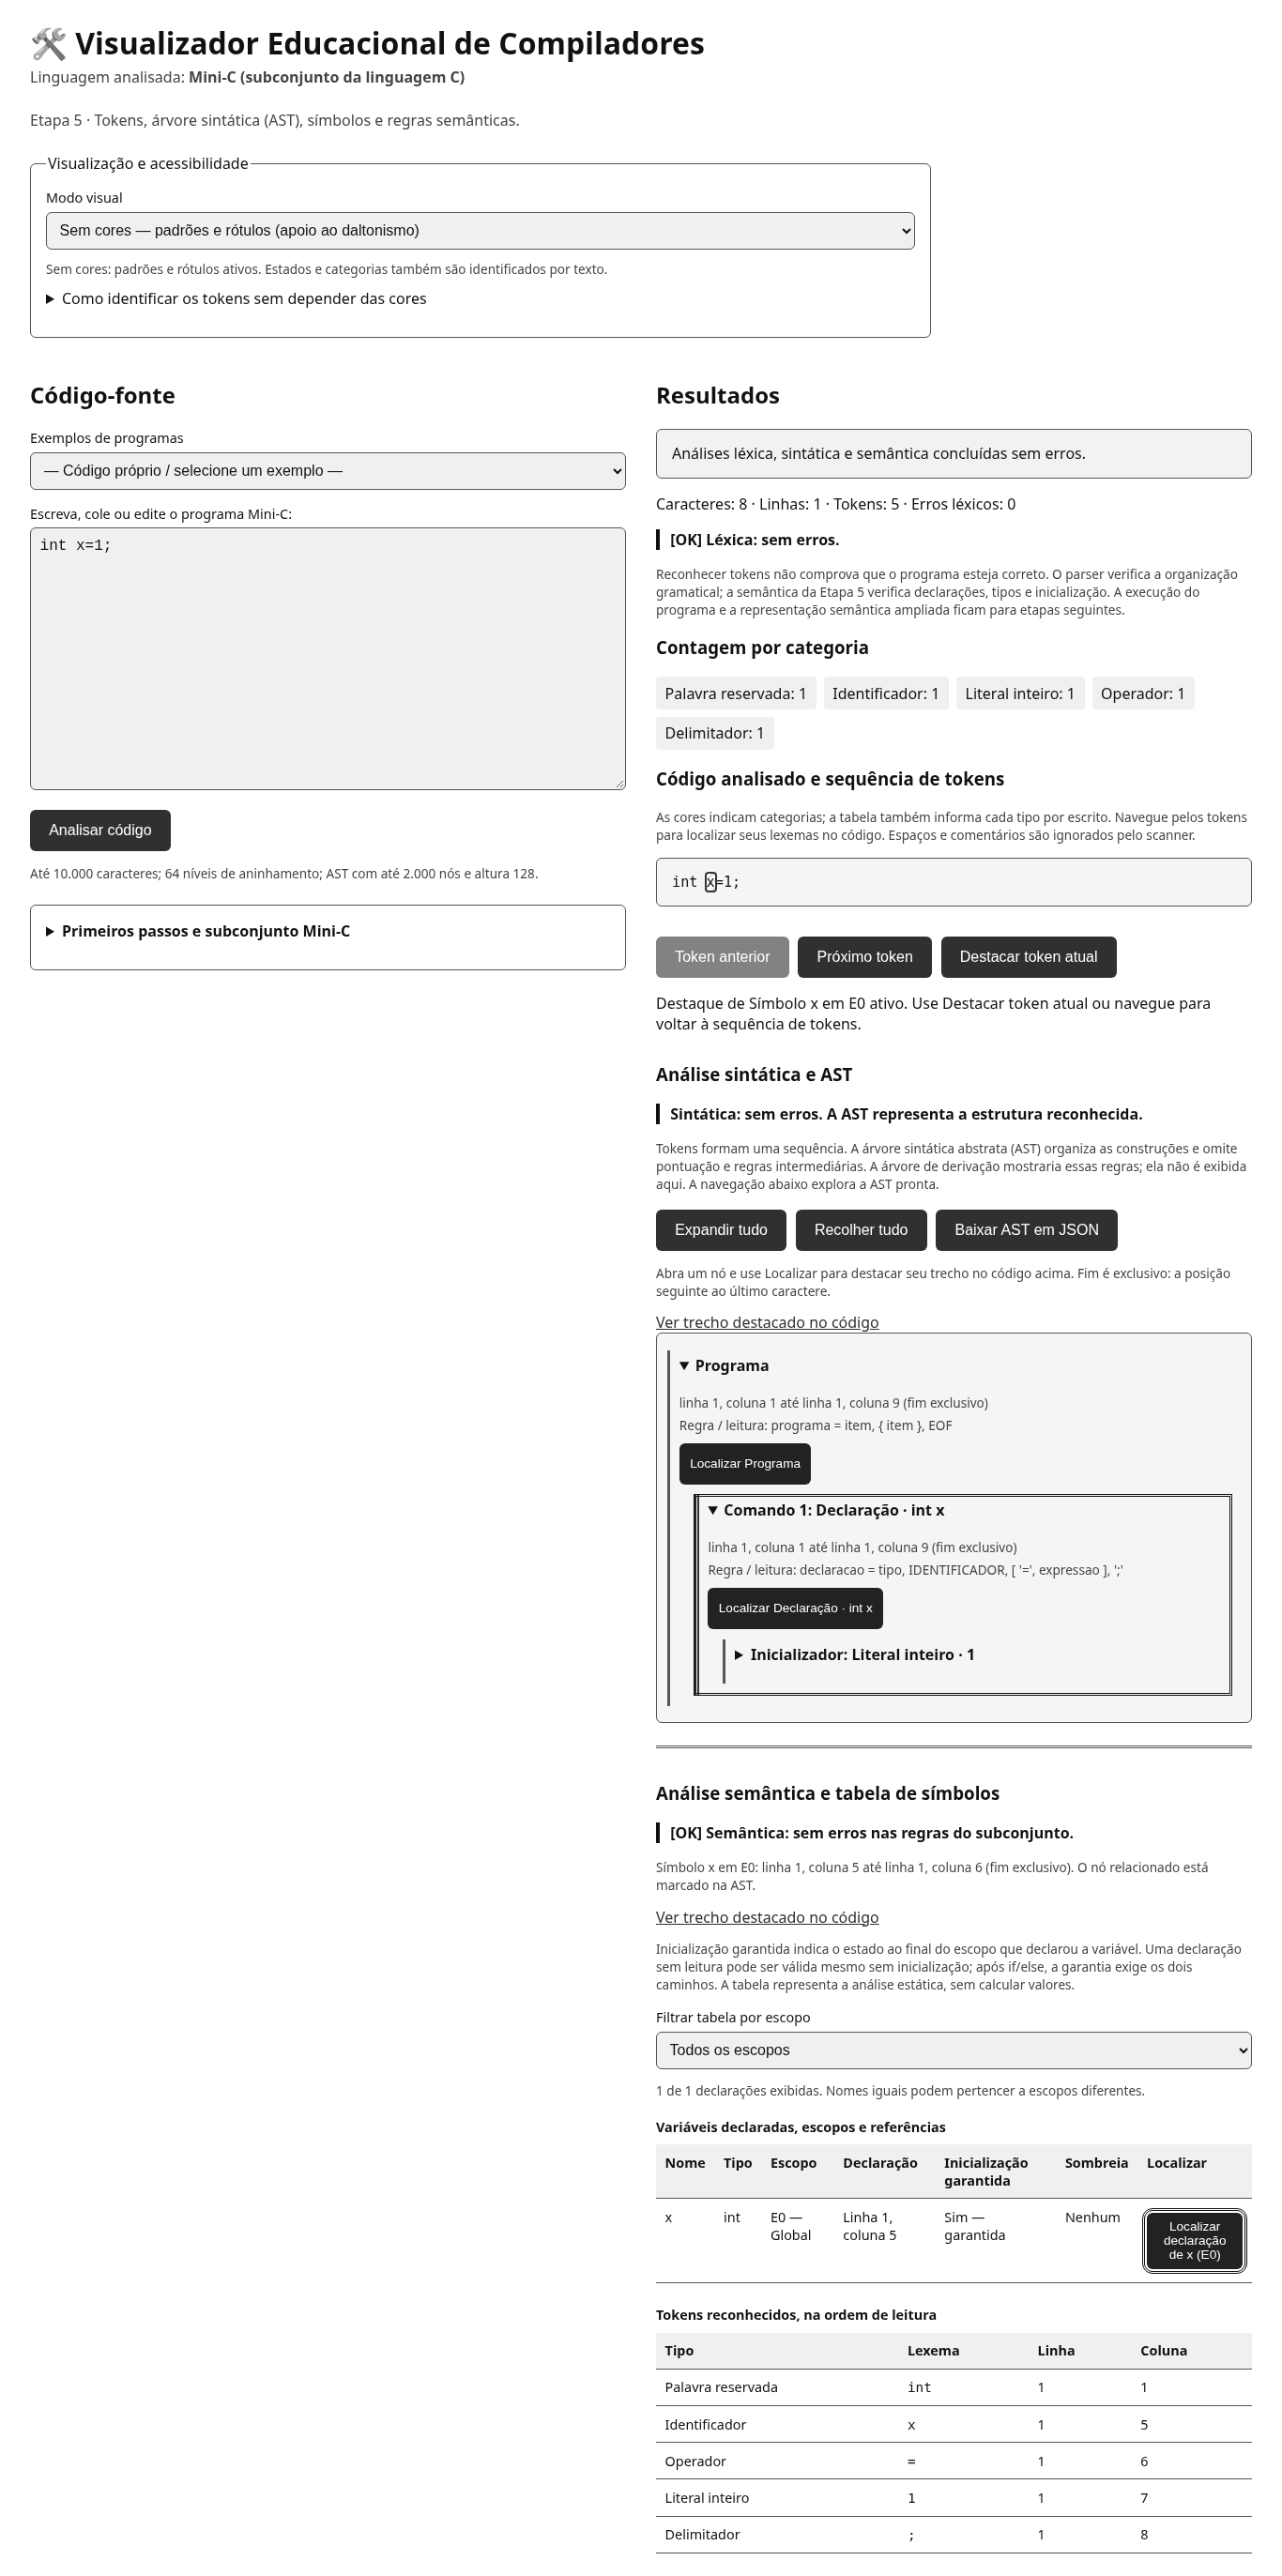 🛠️ Visualizador Educacional de Compiladores
Linguagem analisada: Mini-C (subconjunto da linguagem C)
Etapa 5 · Tokens, árvore sintática (AST), símbolos e regras semânticas.
Visualização e acessibilidade
Modo visual
Sem cores — padrões e rótulos (apoio ao daltonismo)
Sem cores: padrões e rótulos ativos. Estados e categorias também são identificados por texto.
▶ Como identificar os tokens sem depender das cores
Código-fonte
Exemplos de programas
— Código próprio / selecione um exemplo —
Escreva, cole ou edite o programa Mini-C:
int x=1;
Analisar código
Até 10.000 caracteres; 64 níveis de aninhamento; AST com até 2.000 nós e altura 128.
▶ Primeiros passos e subconjunto Mini-C
Resultados
Análises léxica, sintática e semântica concluídas sem erros.
Caracteres: 8 · Linhas: 1 · Tokens: 5 · Erros léxicos: 0
[OK] Léxica: sem erros.
Reconhecer tokens não comprova que o programa esteja correto. O parser verifica a organização
gramatical; a semântica da Etapa 5 verifica declarações, tipos e inicialização. A execução do
programa e a representação semântica ampliada ficam para etapas seguintes.
Contagem por categoria
Palavra reservada: 1 Identificador: 1 Literal inteiro: 1 Operador: 1
Delimitador: 1
Código analisado e sequência de tokens
As cores indicam categorias; a tabela também informa cada tipo por escrito. Navegue pelos tokens
para localizar seus lexemas no código. Espaços e comentários são ignorados pelo scanner.
int x=1;
Token anterior Próximo token Destacar token atual
Destaque de Símbolo x em E0 ativo. Use Destacar token atual ou navegue para
voltar à sequência de tokens.
Análise sintática e AST
Sintática: sem erros. A AST representa a estrutura reconhecida.
Tokens formam uma sequência. A árvore sintática abstrata (AST) organiza as construções e omite
pontuação e regras intermediárias. A árvore de derivação mostraria essas regras; ela não é exibida
aqui. A navegação abaixo explora a AST pronta.
Expandir tudo Recolher tudo Baixar AST em JSON
Abra um nó e use Localizar para destacar seu trecho no código acima. Fim é exclusivo: a posição
seguinte ao último caractere.
Ver trecho destacado no código
▼ Programa
linha 1, coluna 1 até linha 1, coluna 9 (fim exclusivo)
Regra / leitura: programa = item, { item }, EOF
Localizar Programa
▼ Comando 1: Declaração · int x
linha 1, coluna 1 até linha 1, coluna 9 (fim exclusivo)
Regra / leitura: declaracao = tipo, IDENTIFICADOR, [ '=', expressao ], ';'
Localizar Declaração · int x
▶ Inicializador: Literal inteiro · 1
Análise semântica e tabela de símbolos
[OK] Semântica: sem erros nas regras do subconjunto.
Símbolo x em E0: linha 1, coluna 5 até linha 1, coluna 6 (fim exclusivo). O nó relacionado está
marcado na AST.
Ver trecho destacado no código
Inicialização garantida indica o estado ao final do escopo que declarou a variável. Uma declaração
sem leitura pode ser válida mesmo sem inicialização; após if/else, a garantia exige os dois
caminhos. A tabela representa a análise estática, sem calcular valores.
Filtrar tabela por escopo
Todos os escopos
1 de 1 declarações exibidas. Nomes iguais podem pertencer a escopos diferentes.
Variáveis declaradas, escopos e referências
Nome Tipo Escopo Declaração Inicialização garantida Sombreia Localizar
x int E0 — Global Linha 1, coluna 5 Sim — garantida Nenhum Localizar declaração de x (E0)
Tokens reconhecidos, na ordem de leitura
Tipo Lexema Linha Coluna
Palavra reservada int 1 1
Identificador x 1 5
Operador = 1 6
Literal inteiro 1 1 7
Delimitador ; 1 8